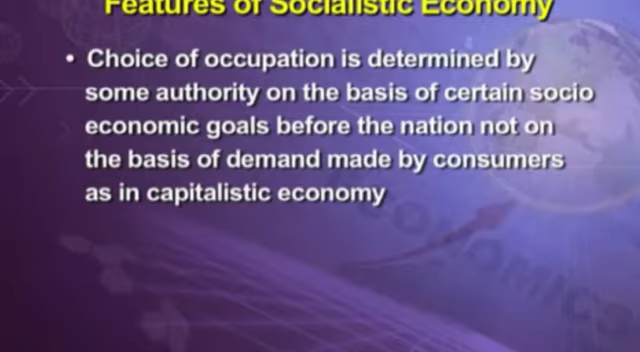 Features of Socialistic Economy
• Choice of occupation is determined by
some authority on the basis of certain socio
economic goals before the nation not on
the basis of demand made by consumers
as in capitalistic economy
ECONOMICS